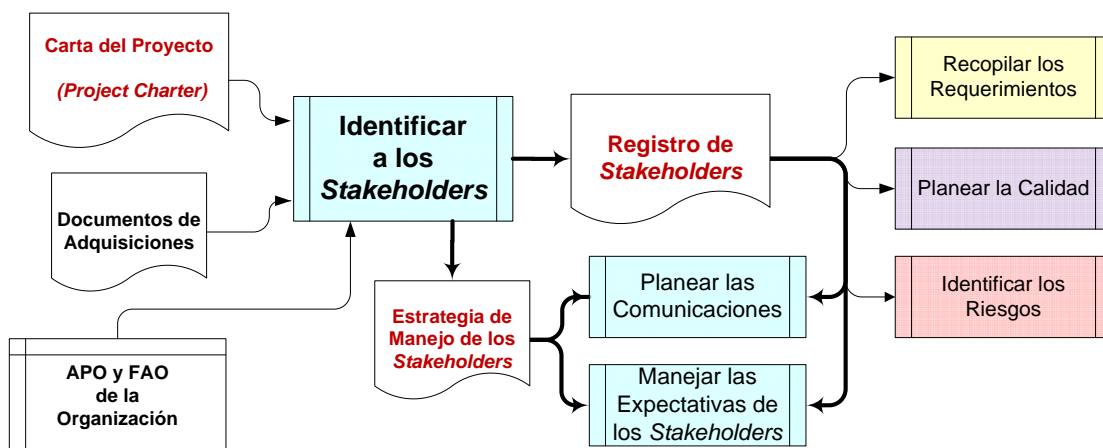 Carta del Proyecto
(Project Charter)
Documentos de
Adquisiciones
APO y FAO
de la
Organización
Identificar
a los
Stakeholders
Registro de
Stakeholders
Estrategia de
Manejo de los
Stakeholders
Planear las
Comunicaciones
Manejar las
Expectativas de
los Stakeholders
Recopilar los
Requerimientos
Planear la Calidad
Identificar los
Riesgos